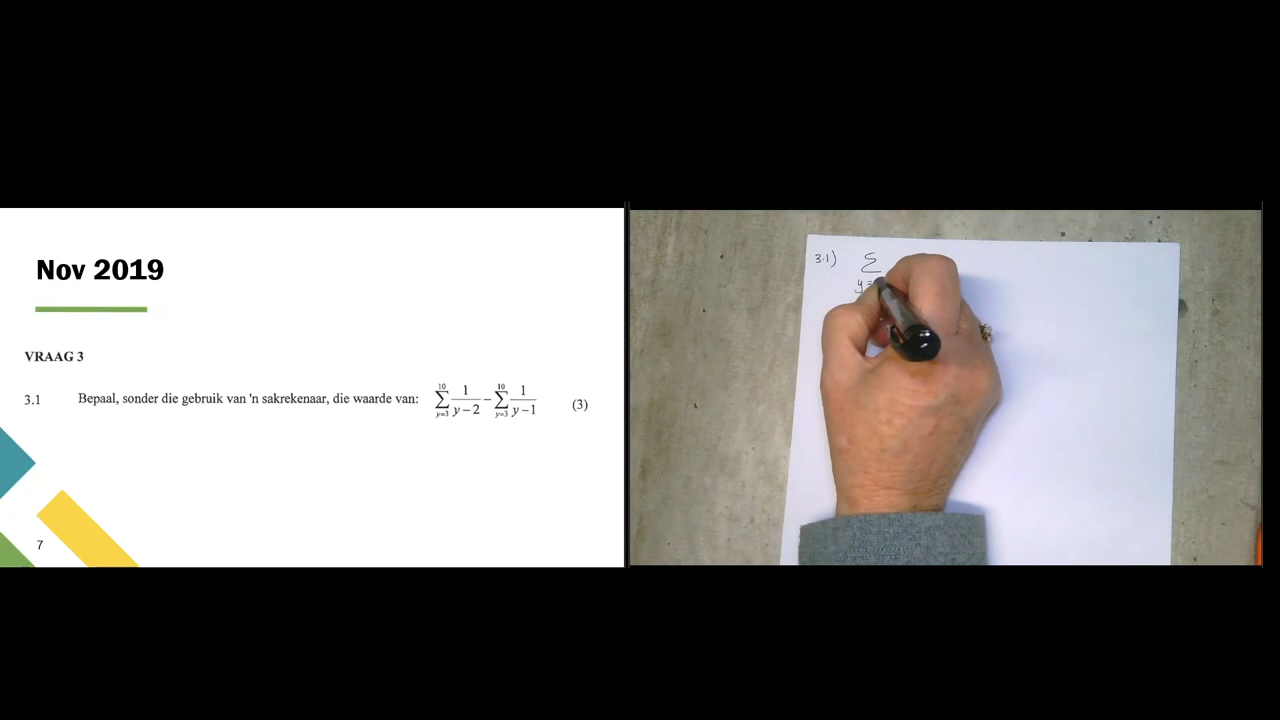 Nov 2019
VRAAG 3
3.1 Bepaal, sonder die gebruik van 'n sakrekenaar, die waarde van: \sum_{y=3}^{10} \frac{1}{y-2} - \sum_{y=3}^{10} \frac{1}{y-1} (3)
7
3.1) Σ
y=